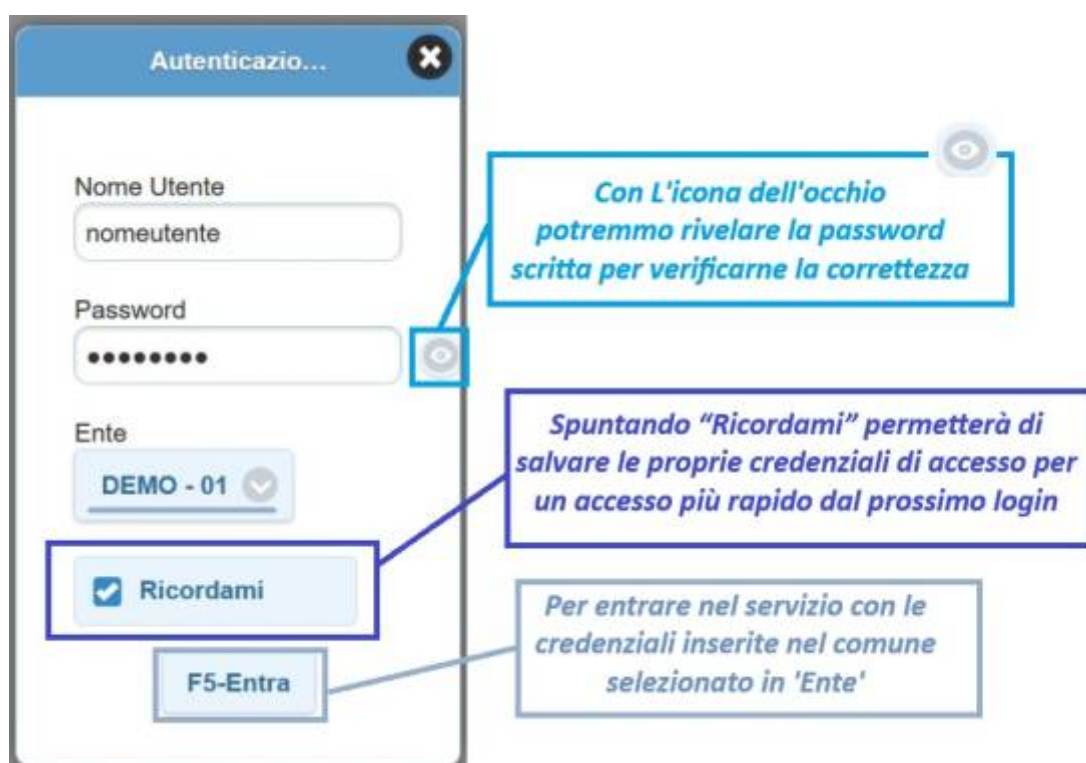 Autenticazio...
Nome Utente
nomeutente
Con L'icona dell'occhio
potremmo rivelare la password
scritta per verificarne la correttezza
Password
••••••••
Ente
DEMO - 01
Spuntando “Ricordami” permetterà di
salvare le proprie credenziali di accesso per
un accesso più rapido dal prossimo login
Ricordami
Per entrare nel servizio con le
credenziali inserite nel comune
selezionato in 'Ente'
F5-Entra